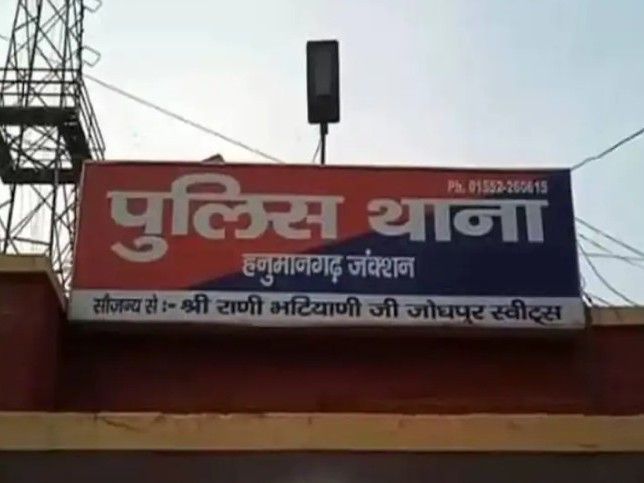 Ph. 01552-260615
पुलिस थाना
हनुमानगढ़ जंक्शन
सौजन्य से :- श्री राणी भटियाणी जी जोधपुर स्वीट्स